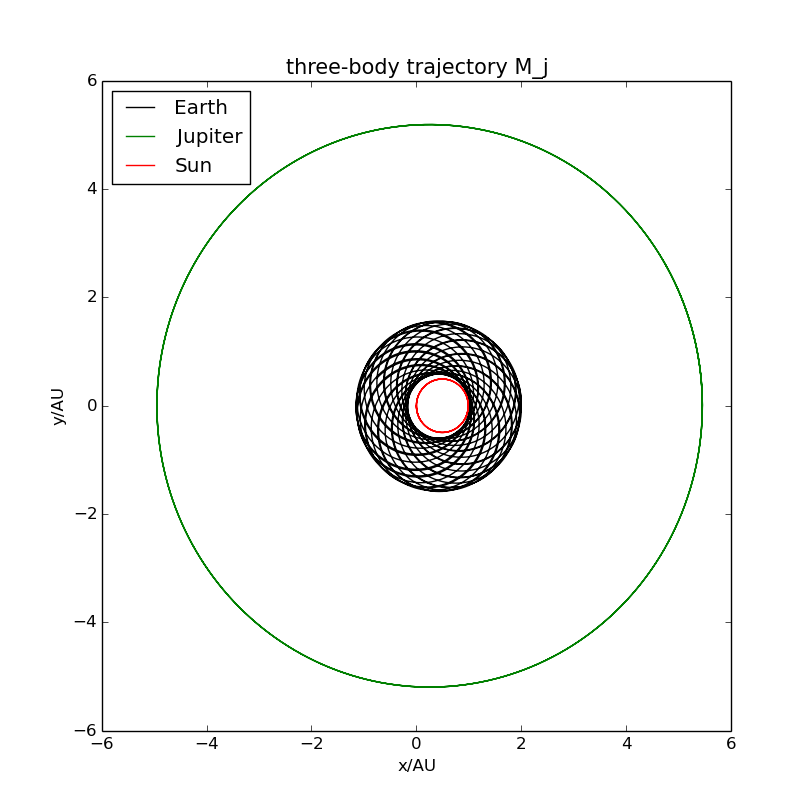 three-body trajectory M_j
6
4
2
0
−2
−4
−6
y/AU
Earth
Jupiter
Sun
−6 −4 −2 0 2 4 6
x/AU